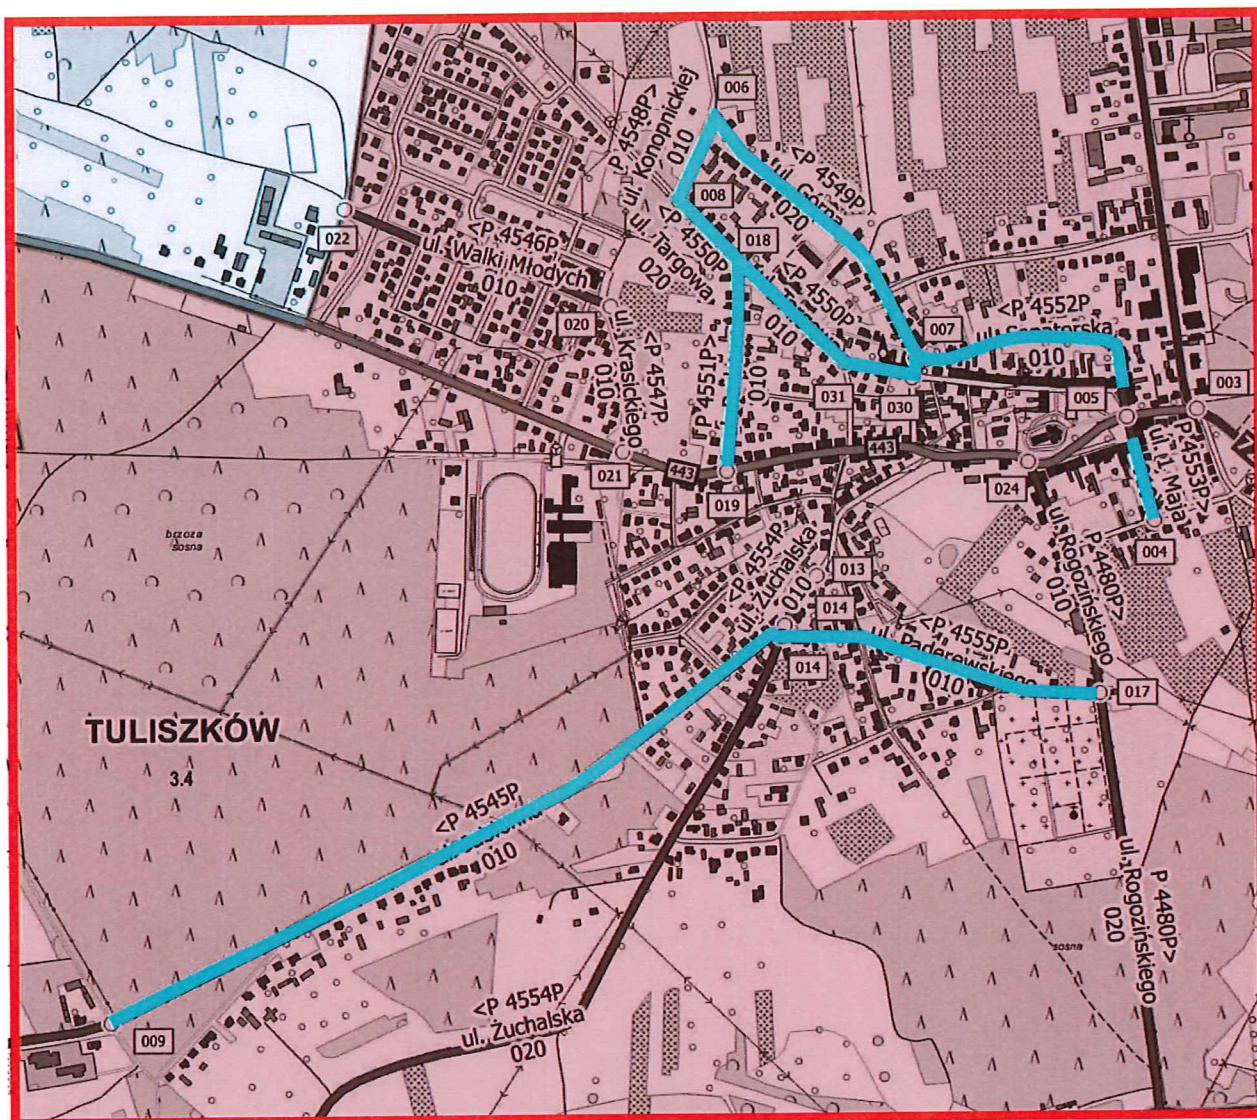 006
<P 4548P>
ul. Konopnickiej
010
<P 4549P
ul. Górna
020
008
018
022
<P 4546P
ul. Walki Młodych
010
<P 4550P
ul. Targowa
020
<P 4550P
010
007
<P 4552P
010
020
<P 4547P
ul. Krasickiego
010
P 4551P>
010
031
030
005
003
P 4553P>
ul. 1 Maja
021
443
443
019
024
004
brzoza
sosna
<P 4554P
ul. Żuchalska
010
013
014
P 4480P>
ul. Rogozińskiego
010
<P 4555P
ul. Paderewskiego
010
014
017
TULISZKÓW
3.4
<P 4545P
010
P 4480P>
ul. Rogozińskiego
020
sosna
<P 4554P
ul. Żuchalska
020
009